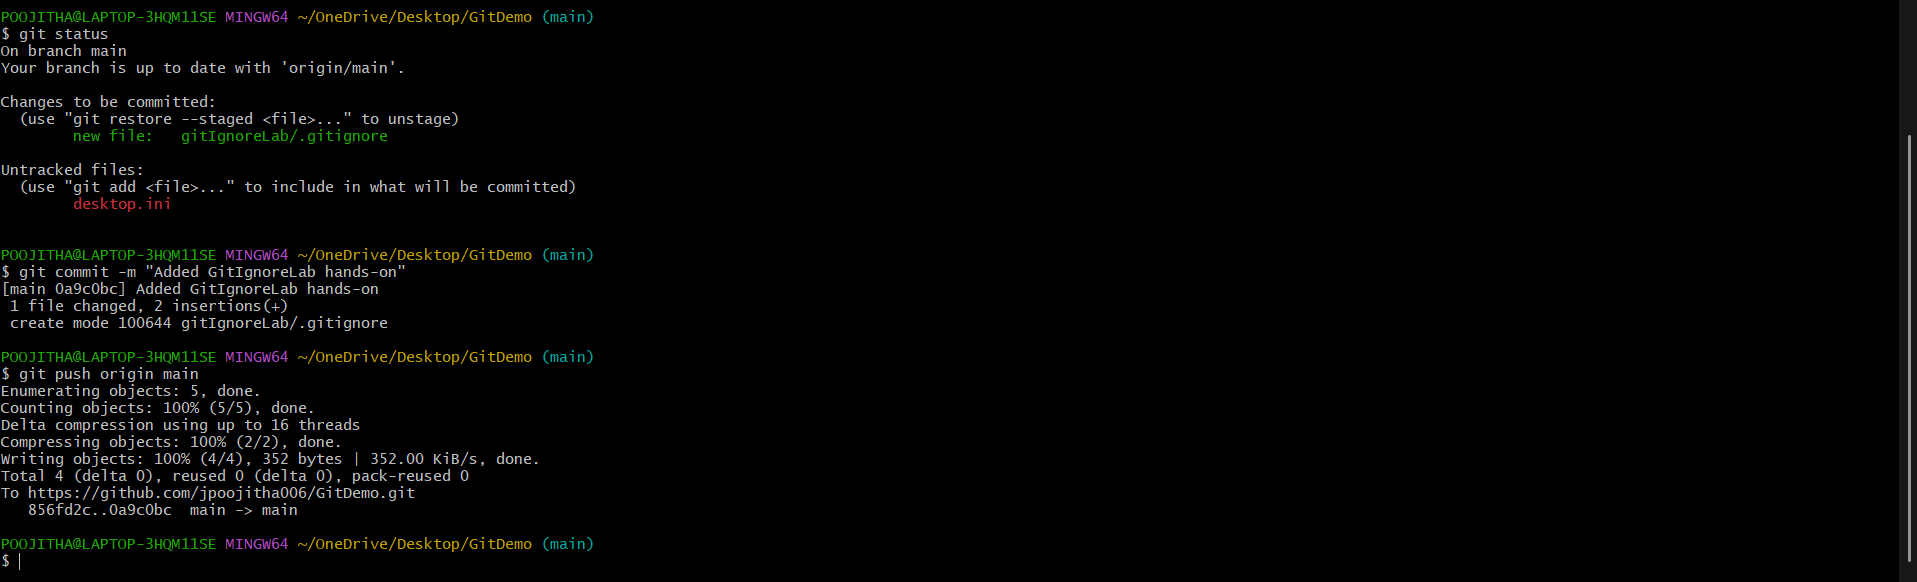 POOJITHA@LAPTOP-3HQM11SE MINGW64 ~/OneDrive/Desktop/GitDemo (main)
$ git status
On branch main
Your branch is up to date with 'origin/main'.
Changes to be committed:
  (use "git restore --staged <file>..." to unstage)
        new file:   gitIgnoreLab/.gitignore
Untracked files:
  (use "git add <file>..." to include in what will be committed)
        desktop.ini
POOJITHA@LAPTOP-3HQM11SE MINGW64 ~/OneDrive/Desktop/GitDemo (main)
$ git commit -m "Added GitIgnoreLab hands-on"
[main 0a9c0bc] Added GitIgnoreLab hands-on
 1 file changed, 2 insertions(+)
 create mode 100644 gitIgnoreLab/.gitignore
POOJITHA@LAPTOP-3HQM11SE MINGW64 ~/OneDrive/Desktop/GitDemo (main)
$ git push origin main
Enumerating objects: 5, done.
Counting objects: 100% (5/5), done.
Delta compression using up to 16 threads
Compressing objects: 100% (2/2), done.
Writing objects: 100% (4/4), 352 bytes | 352.00 KiB/s, done.
Total 4 (delta 0), reused 0 (delta 0), pack-reused 0
To https://github.com/jpoojitha006/GitDemo.git
   856fd2c..0a9c0bc  main -> main
POOJITHA@LAPTOP-3HQM11SE MINGW64 ~/OneDrive/Desktop/GitDemo (main)
$